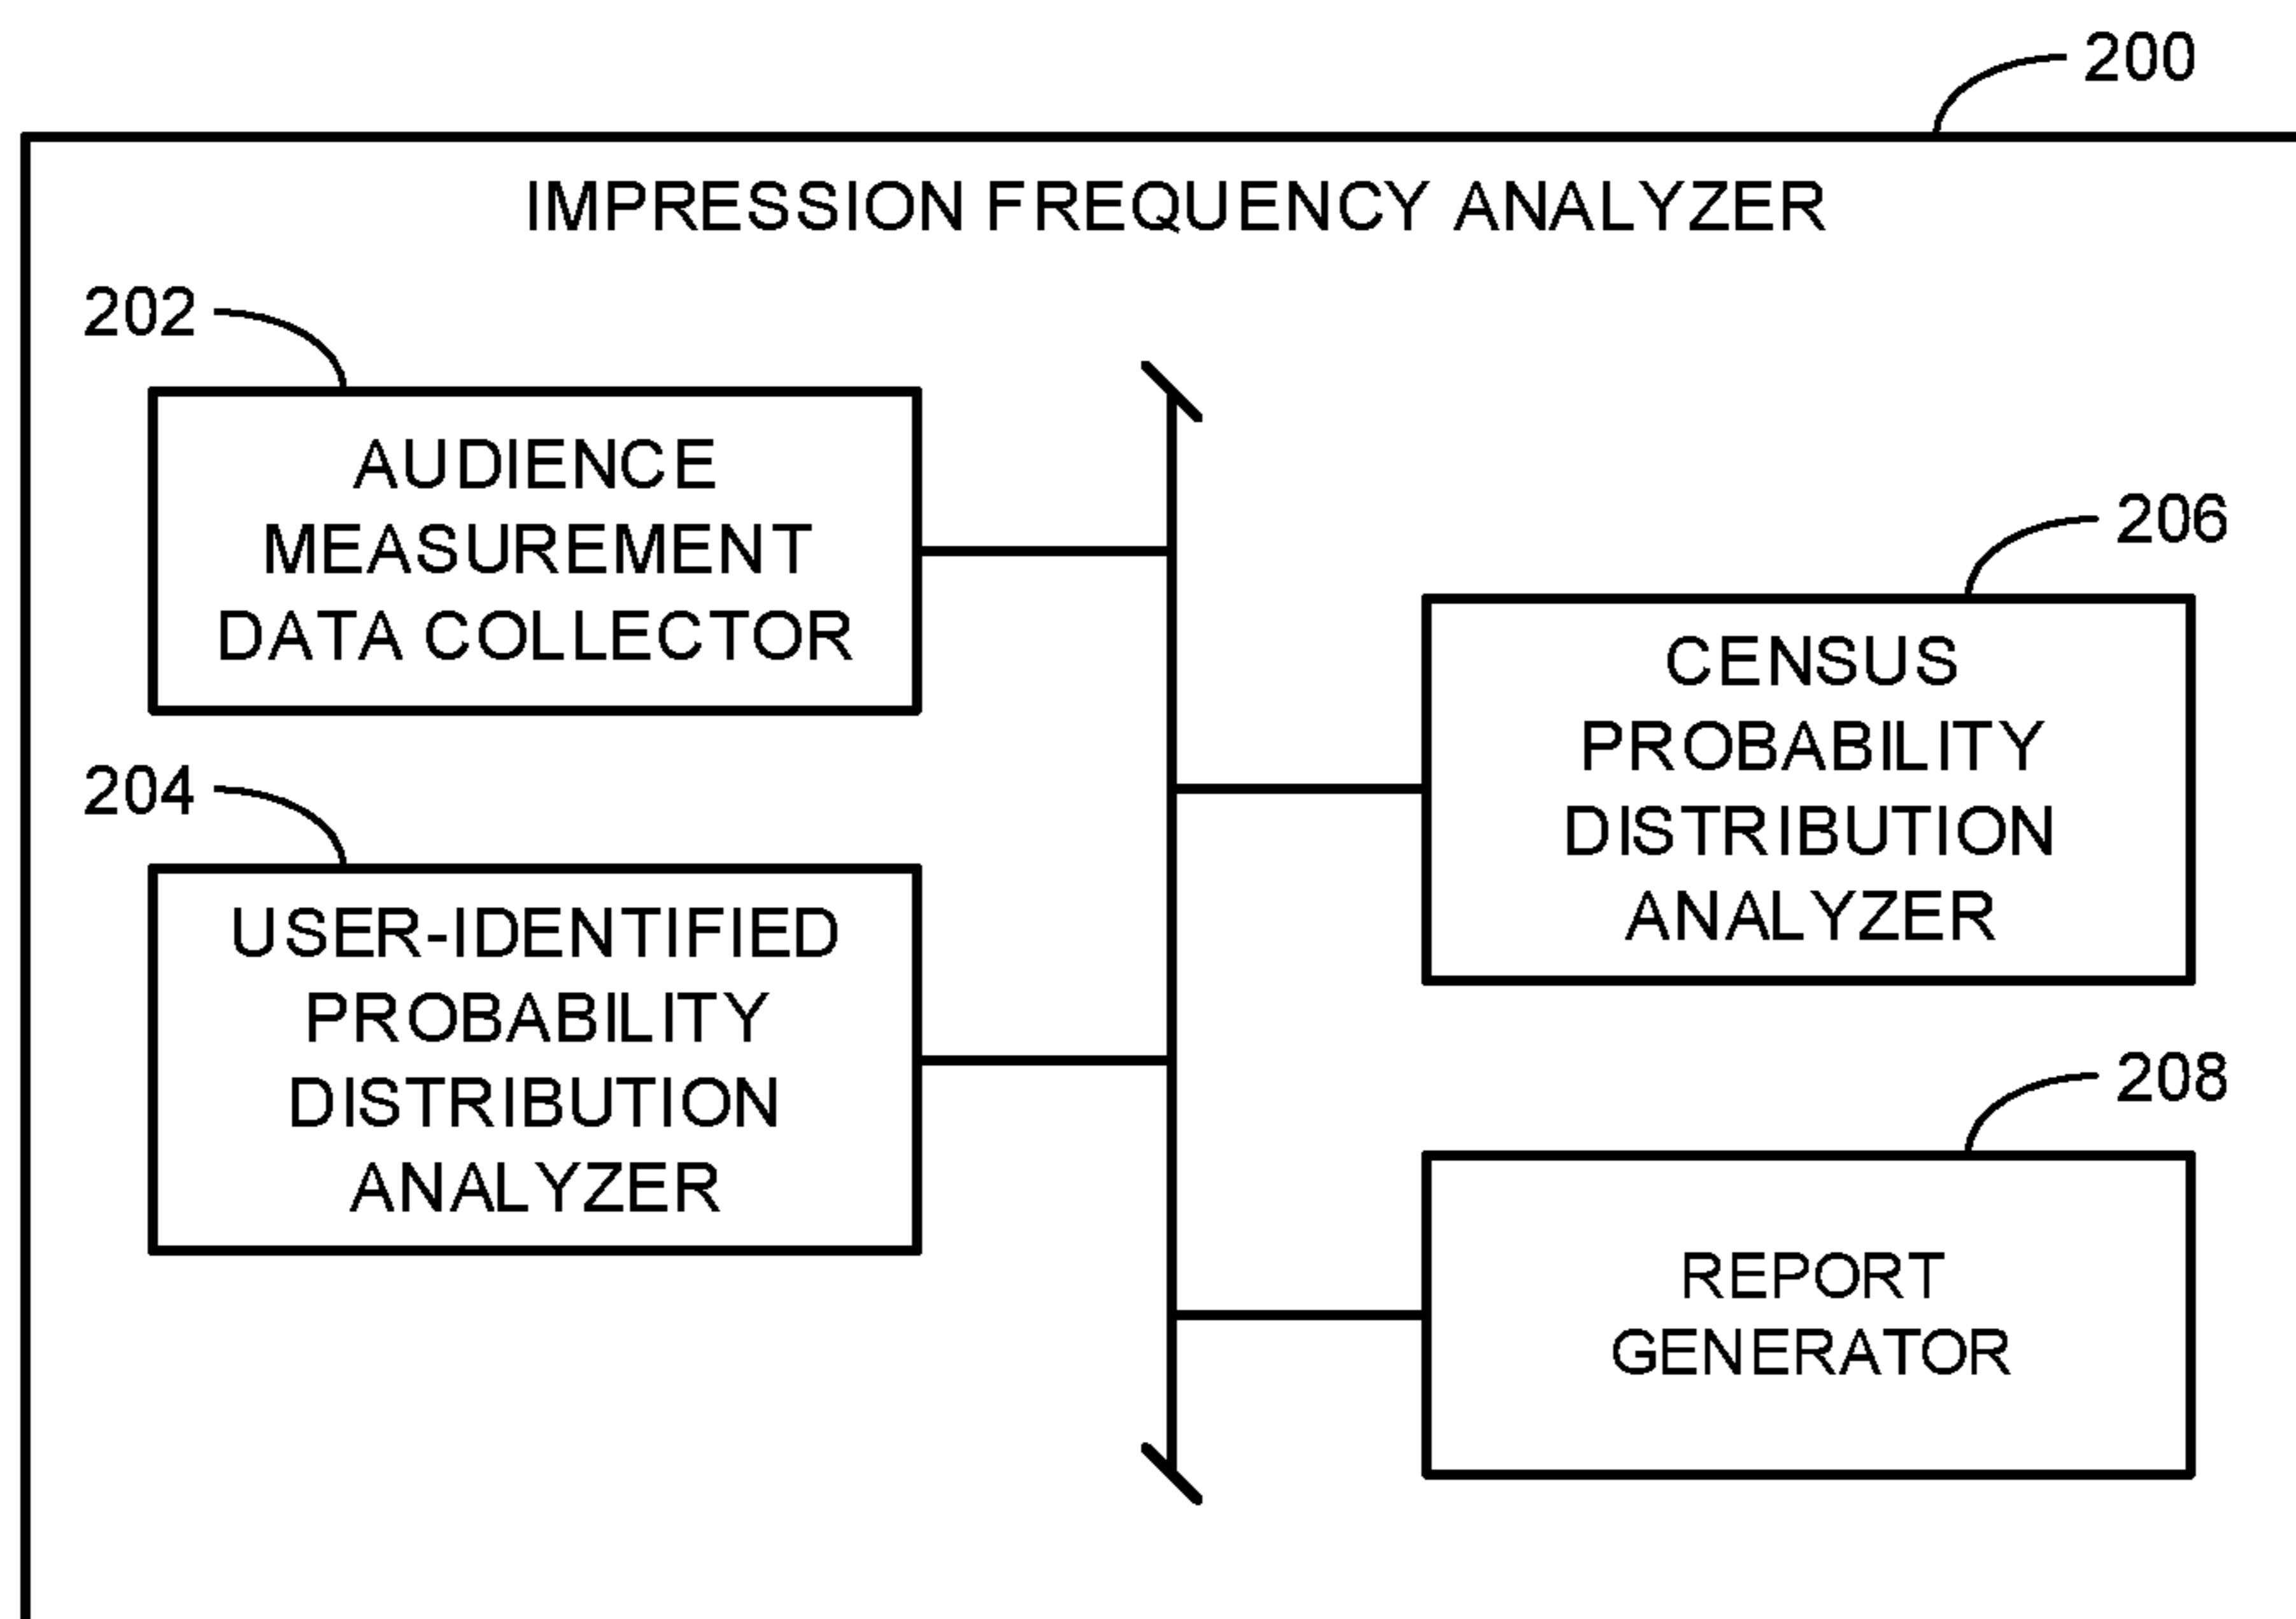 200
IMPRESSION FREQUENCY ANALYZER
202
AUDIENCE
MEASUREMENT
DATA COLLECTOR
204
USER-IDENTIFIED
PROBABILITY
DISTRIBUTION
ANALYZER
206
CENSUS
PROBABILITY
DISTRIBUTION
ANALYZER
208
REPORT
GENERATOR